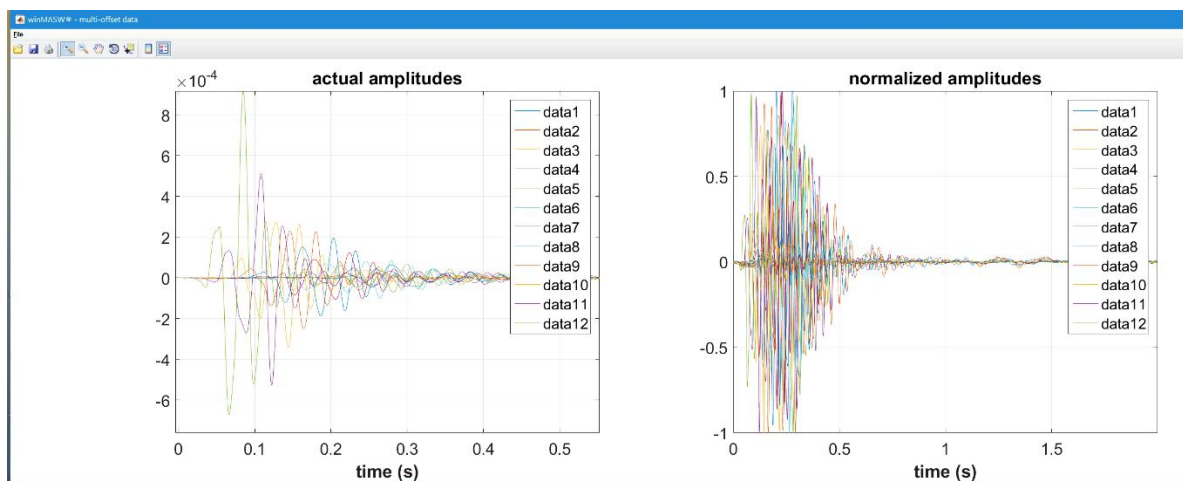 winMASW® - multi-offset data
File
actual amplitudes
×10-4
8
6
4
2
0
-2
-4
-6
0
0.1
0.2
0.3
0.4
0.5
time (s)
data1
data2
data3
data4
data5
data6
data7
data8
data9
data10
data11
data12
normalized amplitudes
1
0.5
0
-0.5
-1
0
0.5
1
1.5
time (s)
data1
data2
data3
data4
data5
data6
data7
data8
data9
data10
data11
data12